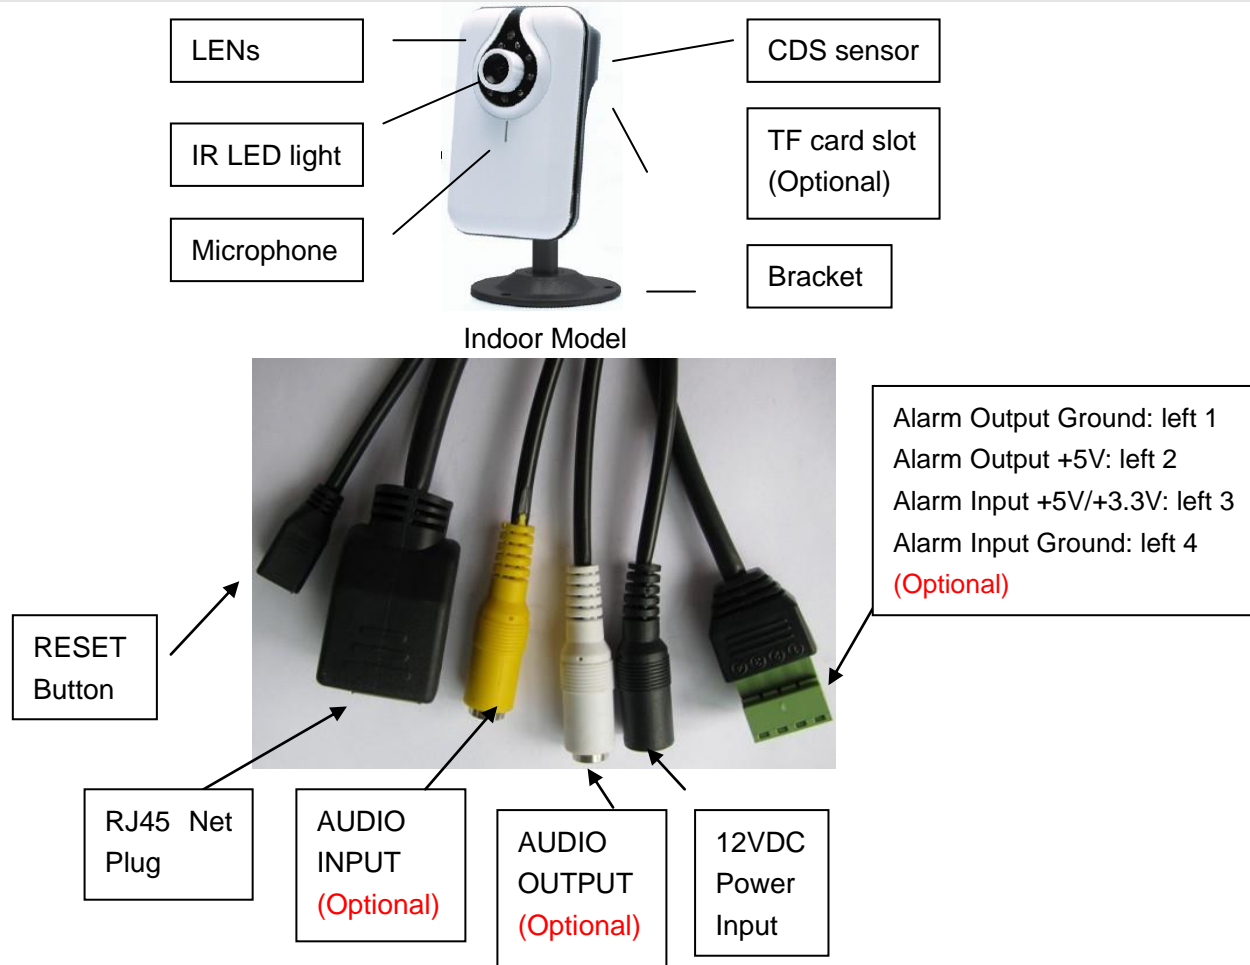 LENs
CDS sensor
IR LED light
TF card slot
(Optional)
Microphone
Bracket
Indoor Model
Alarm Output Ground: left 1
Alarm Output +5V: left 2
Alarm Input +5V/+3.3V: left 3
Alarm Input Ground: left 4
(Optional)
RESET
Button
RJ45 Net
Plug
AUDIO
INPUT
(Optional)
AUDIO
OUTPUT
(Optional)
12VDC
Power
Input